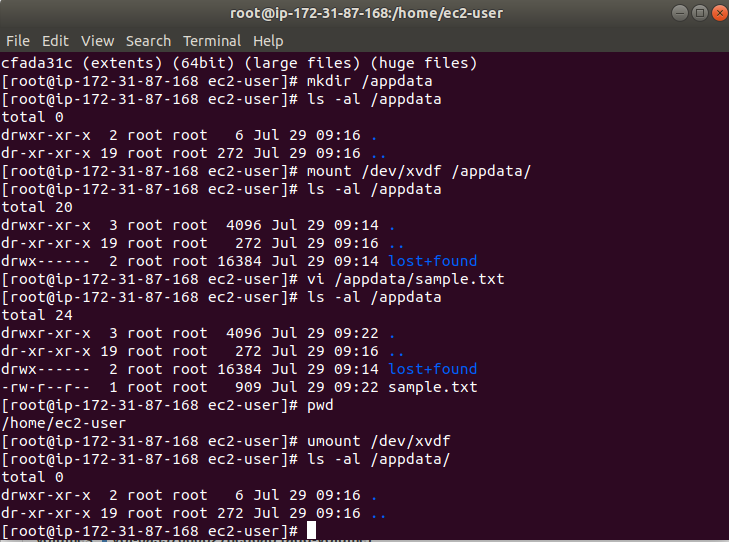 root@ip-172-31-87-168:/home/ec2-user
File Edit View Search Terminal Help
cfada31c (extents) (64bit) (large files) (huge files)
[root@ip-172-31-87-168 ec2-user]# mkdir /appdata
[root@ip-172-31-87-168 ec2-user]# ls -al /appdata
total 0
drwxr-xr-x  2 root root   6 Jul 29 09:16 .
dr-xr-xr-x 19 root root 272 Jul 29 09:16 ..
[root@ip-172-31-87-168 ec2-user]# mount /dev/xvdf /appdata/
[root@ip-172-31-87-168 ec2-user]# ls -al /appdata
total 20
drwxr-xr-x  3 root root  4096 Jul 29 09:14 .
dr-xr-xr-x 19 root root   272 Jul 29 09:16 ..
drwx------  2 root root 16384 Jul 29 09:14 lost+found
[root@ip-172-31-87-168 ec2-user]# vi /appdata/sample.txt
[root@ip-172-31-87-168 ec2-user]# ls -al /appdata
total 24
drwxr-xr-x  3 root root  4096 Jul 29 09:22 .
dr-xr-xr-x 19 root root   272 Jul 29 09:16 ..
drwx------  2 root root 16384 Jul 29 09:14 lost+found
-rw-r--r--  1 root root   909 Jul 29 09:22 sample.txt
[root@ip-172-31-87-168 ec2-user]# pwd
/home/ec2-user
[root@ip-172-31-87-168 ec2-user]# umount /dev/xvdf
[root@ip-172-31-87-168 ec2-user]# ls -al /appdata/
total 0
drwxr-xr-x  2 root root   6 Jul 29 09:16 .
dr-xr-xr-x 19 root root 272 Jul 29 09:16 ..
[root@ip-172-31-87-168 ec2-user]#